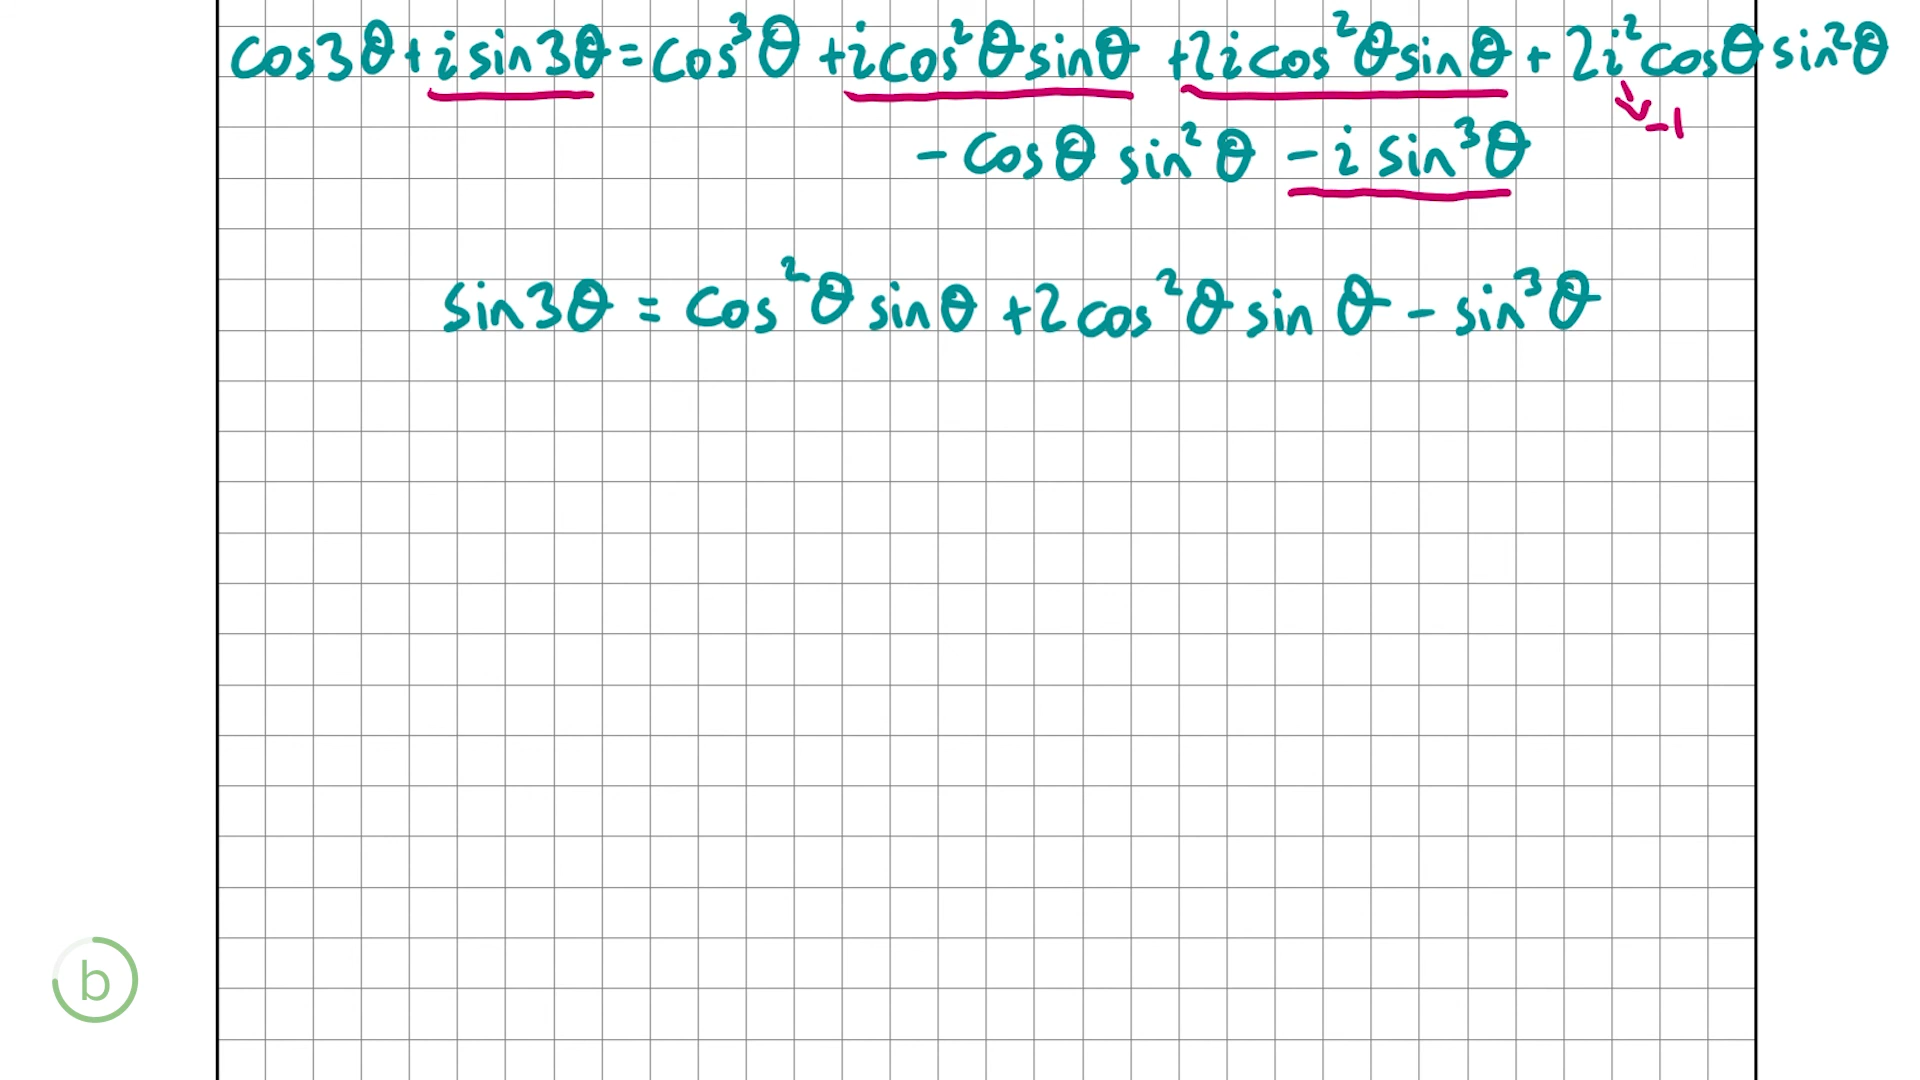 cos3θ + i sin3θ = cos³θ + i cos²θ sinθ + 2i cos²θ sinθ + 2i² cosθ sin²θ
-1
- cosθ sin²θ - i sin³θ
sin3θ = cos²θ sinθ + 2cos²θ sinθ - sin³θ
b